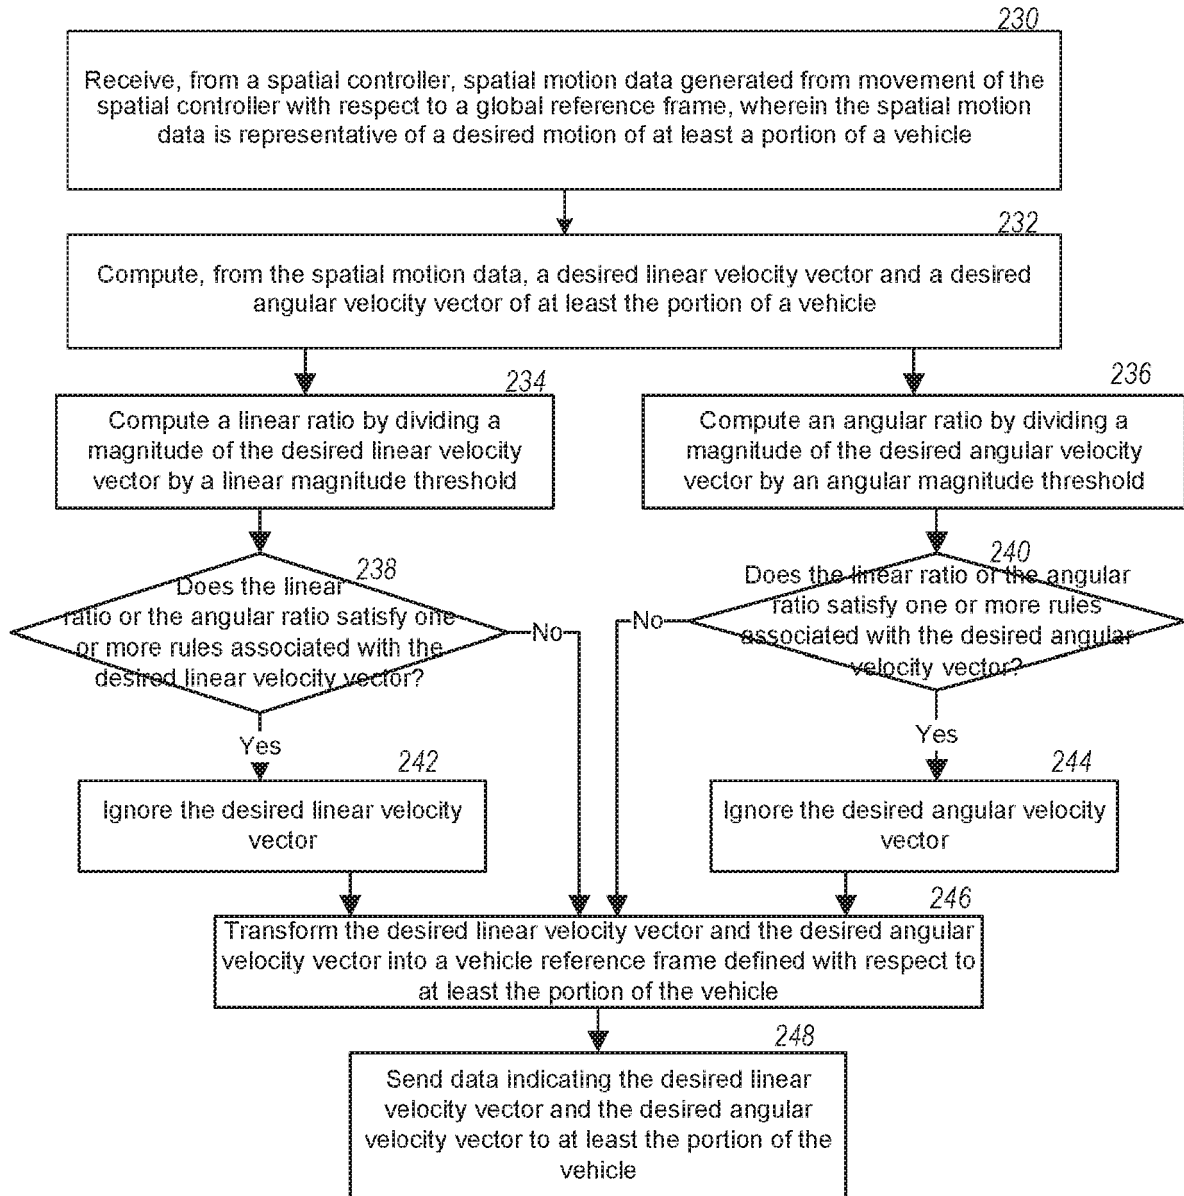 230
Receive, from a spatial controller, spatial motion data generated from movement of the
spatial controller with respect to a global reference frame, wherein the spatial motion
data is representative of a desired motion of at least a portion of a vehicle
232
Compute, from the spatial motion data, a desired linear velocity vector and a desired
angular velocity vector of at least the portion of a vehicle
234
Compute a linear ratio by dividing a
magnitude of the desired linear velocity
vector by a linear magnitude threshold
236
Compute an angular ratio by dividing a
magnitude of the desired angular velocity
vector by an angular magnitude threshold
238
Does the linear
ratio or the angular ratio satisfy one
or more rules associated with the
desired linear velocity vector?
No
Yes
240
Does the linear ratio or the angular
ratio satisfy one or more rules
associated with the desired angular
velocity vector?
No
Yes
242
Ignore the desired linear velocity
vector
244
Ignore the desired angular velocity
vector
246
Transform the desired linear velocity vector and the desired angular
velocity vector into a vehicle reference frame defined with respect to
at least the portion of the vehicle
248
Send data indicating the desired linear
velocity vector and the desired angular
velocity vector to at least the portion of the
vehicle